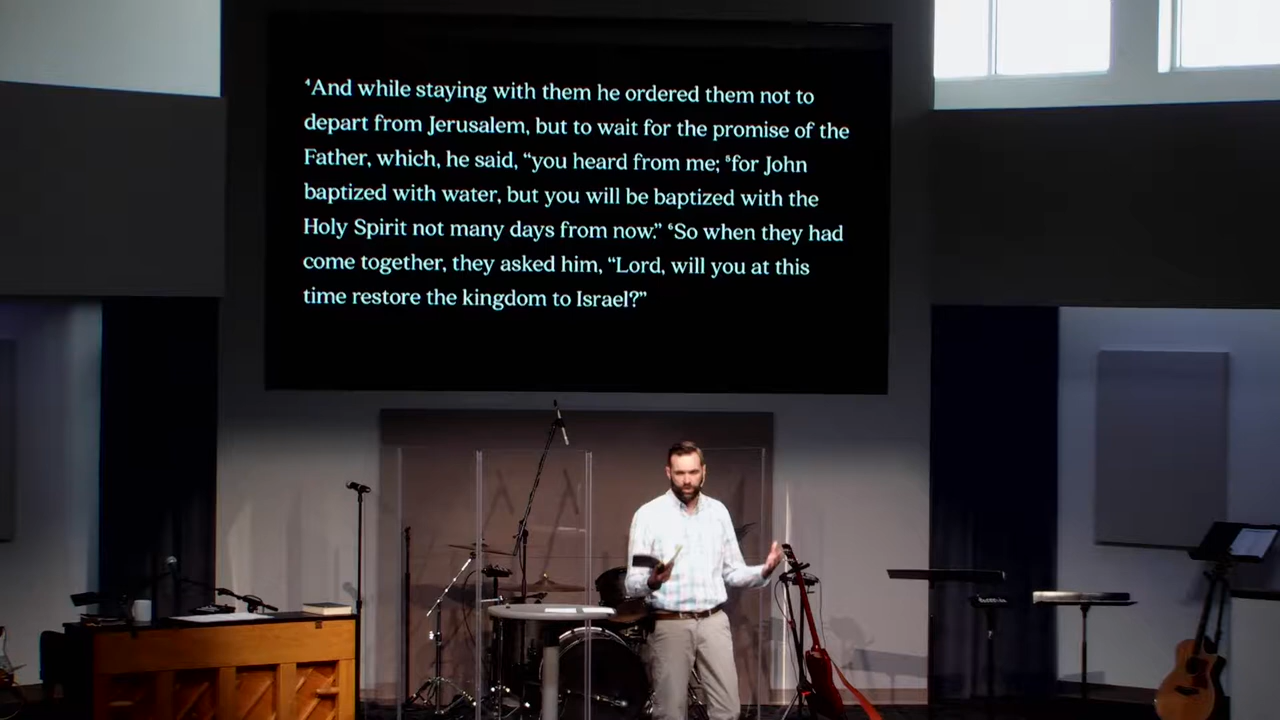 ⁴And while staying with them he ordered them not to
depart from Jerusalem, but to wait for the promise of the
Father, which, he said, “you heard from me; ⁵for John
baptized with water, but you will be baptized with the
Holy Spirit not many days from now.” ⁶So when they had
come together, they asked him, “Lord, will you at this
time restore the kingdom to Israel?”